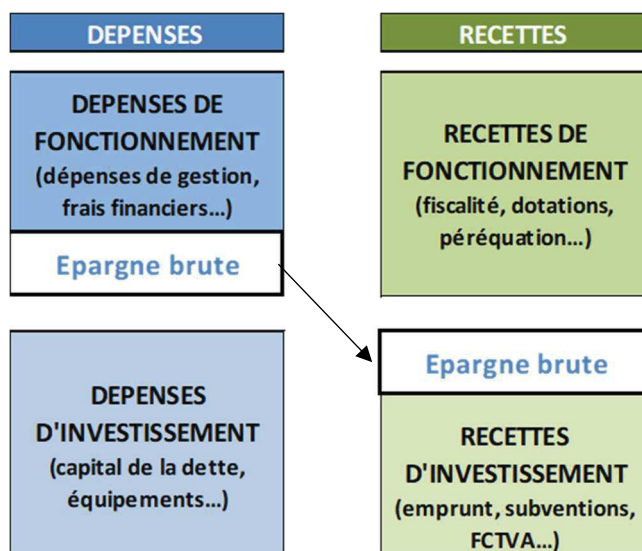 DEPENSES
DEPENSES DE
FONCTIONNEMENT
(dépenses de gestion,
frais financiers...)
Epargne brute
DEPENSES
D'INVESTISSEMENT
(capital de la dette,
équipements...)
RECETTES
RECETTES DE
FONCTIONNEMENT
(fiscalité, dotations,
péréquation...)
Epargne brute
RECETTES
D'INVESTISSEMENT
(emprunt, subventions,
FCTVA...)